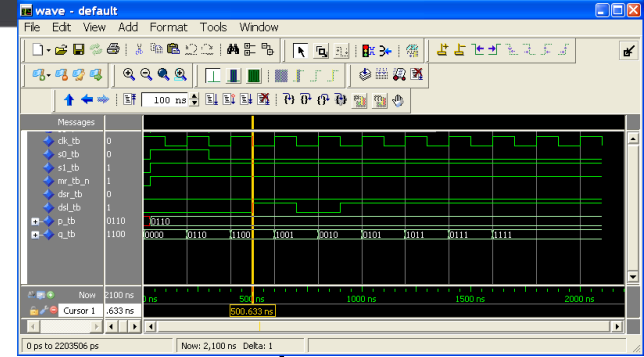 wave - default
File Edit View Add Format Tools Window
100 ns
Messages
clk_tb 0
s0_tb 0
s1_tb 1
mr_tb_n 1
dsr_tb 0
dsl_tb 1
p_tb 0110 0110
q_tb 1100 0000 0110 1100 1001 0010 0101 1011 0111 1111
Now 2100 ns ns 500 ns 1000 ns 1500 ns 2000 ns
Cursor 1 .633 ns 500.633 ns
0 ps to 2203506 ps Now: 2,100 ns Delta: 1